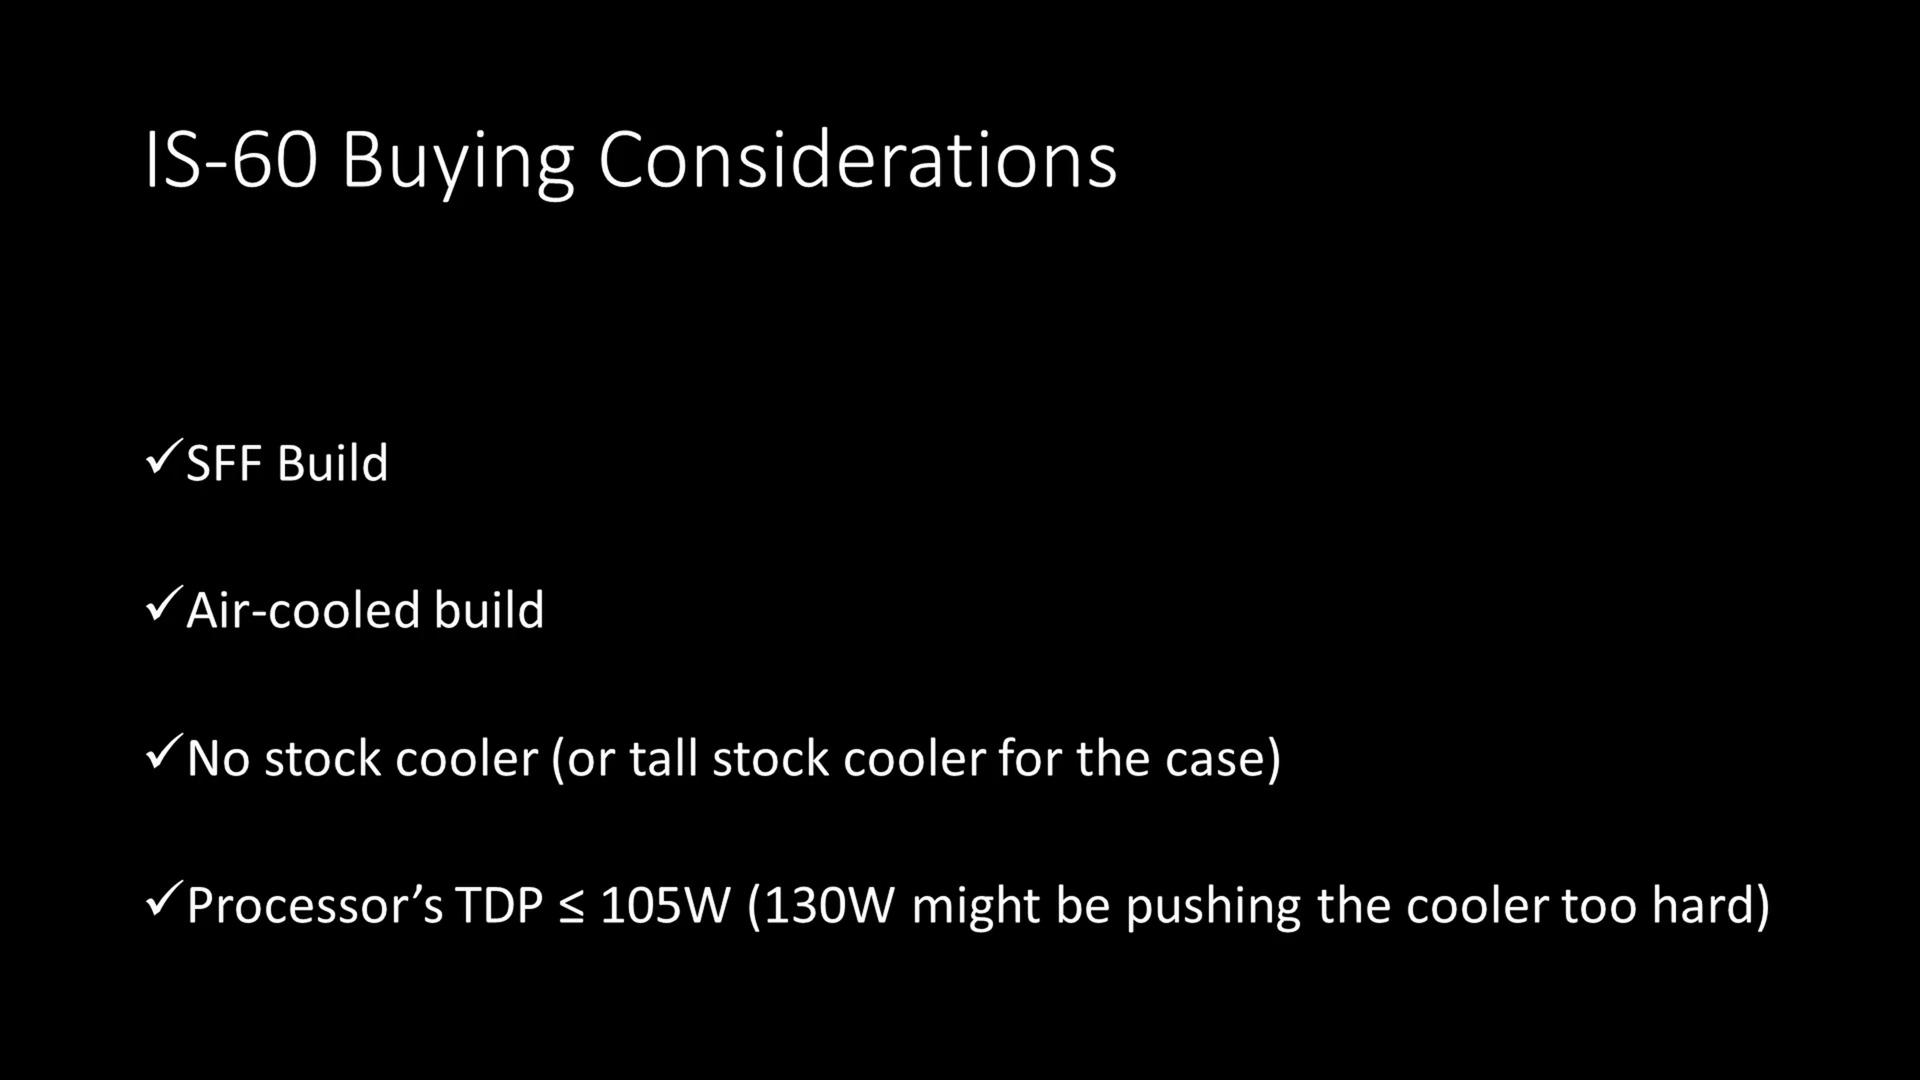 IS-60 Buying Considerations
✓SFF Build
✓Air-cooled build
✓No stock cooler (or tall stock cooler for the case)
✓Processor’s TDP ≤ 105W (130W might be pushing the cooler too hard)